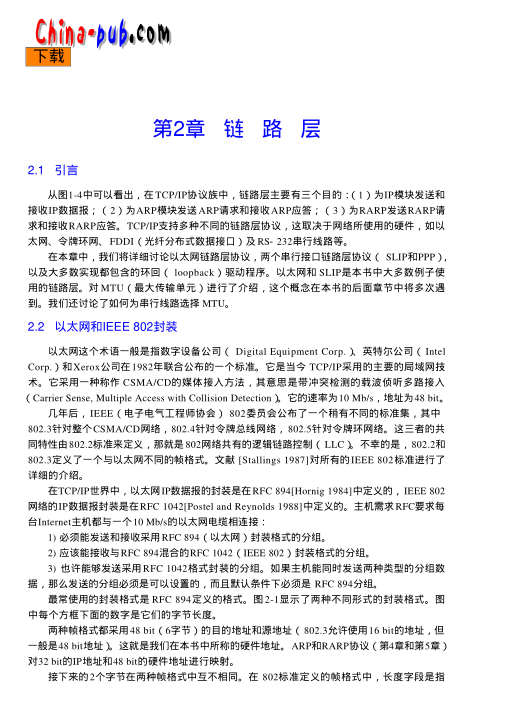 China-pub.com
下载
第2章 链 路 层
2.1 引言
从图1-4中可以看出，在TCP/IP协议族中，链路层主要有三个目的：（1）为IP模块发送和
接收IP数据报；（2）为ARP模块发送ARP请求和接收ARP应答；（3）为RARP发送RARP请
求和接收RARP应答。TCP/IP支持多种不同的链路层协议，这取决于网络所使用的硬件，如以
太网、令牌环网、FDDI（光纤分布式数据接口）及RS-232串行线路等。
在本章中，我们将详细讨论以太网链路层协议，两个串行接口链路层协议（SLIP和PPP），
以及大多数实现都包含的环回（loopback）驱动程序。以太网和SLIP是本书中大多数例子使
用的链路层。对MTU（最大传输单元）进行了介绍，这个概念在本书的后面章节中将多次遇
到。我们还讨论了如何为串行线路选择MTU。
2.2 以太网和IEEE 802封装
以太网这个术语一般是指数字设备公司（Digital Equipment Corp.）、英特尔公司（Intel
Corp.）和Xerox公司在1982年联合公布的一个标准。它是当今TCP/IP采用的主要的局域网技
术。它采用一种称作CSMA/CD的媒体接入方法，其意思是带冲突检测的载波侦听多路接入
（Carrier Sense, Multiple Access with Collision Detection）。它的速率为10 Mb/s，地址为48 bit。
几年后，IEEE（电子电气工程师协会）802委员会公布了一个稍有不同的标准集，其中
802.3针对整个CSMA/CD网络，802.4针对令牌总线网络，802.5针对令牌环网络。这三者的共
同特性由802.2标准来定义，那就是802网络共有的逻辑链路控制（LLC）。不幸的是，802.2和
802.3定义了一个与以太网不同的帧格式。文献[Stallings 1987]对所有的IEEE 802标准进行了
详细的介绍。
在TCP/IP世界中，以太网IP数据报的封装是在RFC 894[Hornig 1984]中定义的，IEEE 802
网络的IP数据报封装是在RFC 1042[Postel and Reynolds 1988]中定义的。主机需求RFC要求每
台Internet主机都与一个10 Mb/s的以太网电缆相连接：
1) 必须能发送和接收采用RFC 894（以太网）封装格式的分组。
2) 应该能接收与RFC 894混合的RFC 1042（IEEE 802）封装格式的分组。
3) 也许能够发送采用RFC 1042格式封装的分组。如果主机能同时发送两种类型的分组数
据，那么发送的分组必须是可以设置的，而且默认条件下必须是RFC 894分组。
最常使用的封装格式是RFC 894定义的格式。图2-1显示了两种不同形式的封装格式。图
中每个方框下面的数字是它们的字节长度。
两种帧格式都采用48 bit（6字节）的目的地址和源地址（802.3允许使用16 bit的地址，但
一般是48 bit地址）。这就是我们在本书中所称的硬件地址。ARP和RARP协议（第4章和第5章）
对32 bit的IP地址和48 bit的硬件地址进行映射。
接下来的2个字节在两种帧格式中互不相同。在802标准定义的帧格式中，长度字段是指